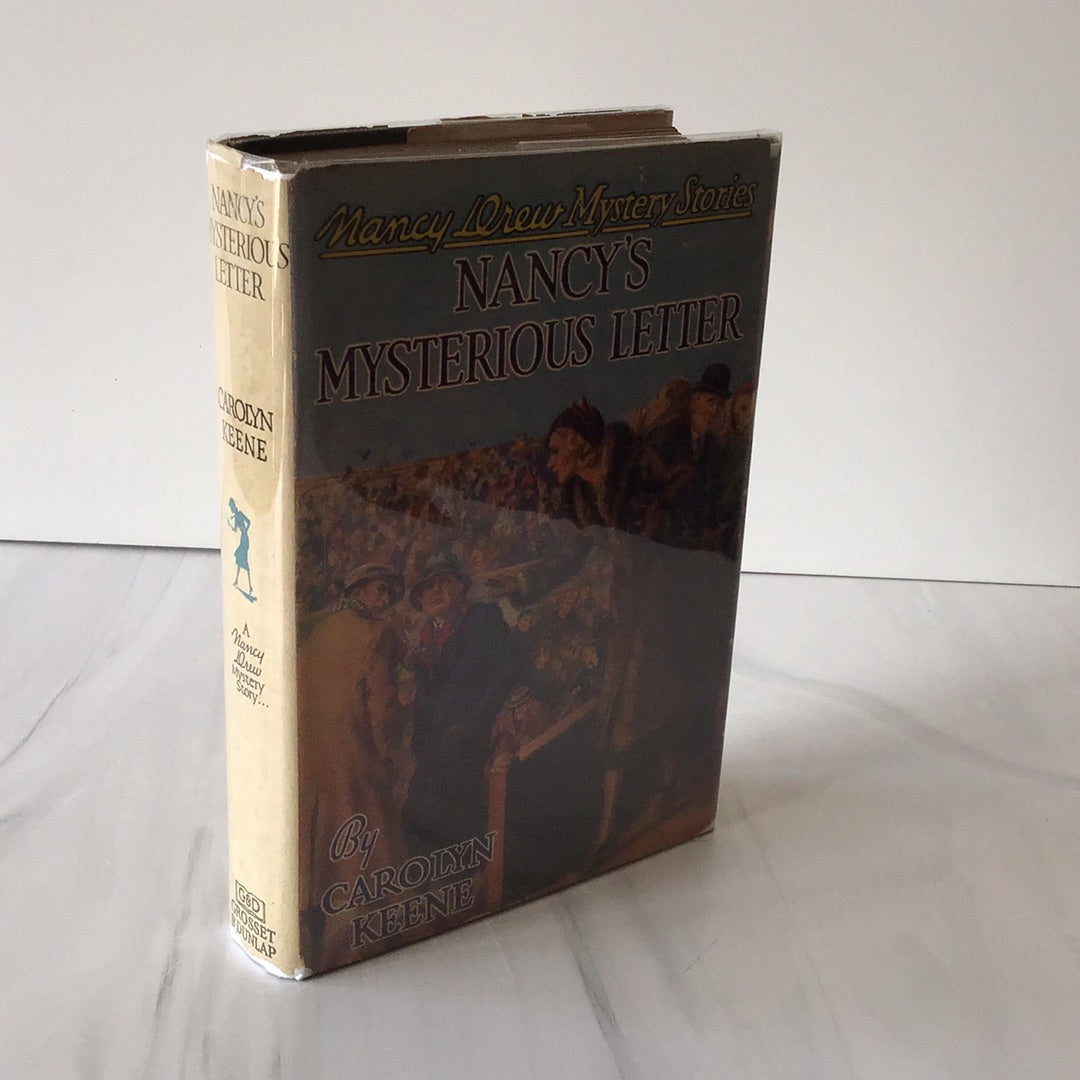 NANCY'S
MYSTERIOUS
LETTER
CAROLYN
KEENE
A
Nancy
Drew
Mystery
Story...
G&D
GROSSET
& DUNLAP
Nancy Drew Mystery Stories
NANCY'S
MYSTERIOUS LETTER
By
CAROLYN
KEENE